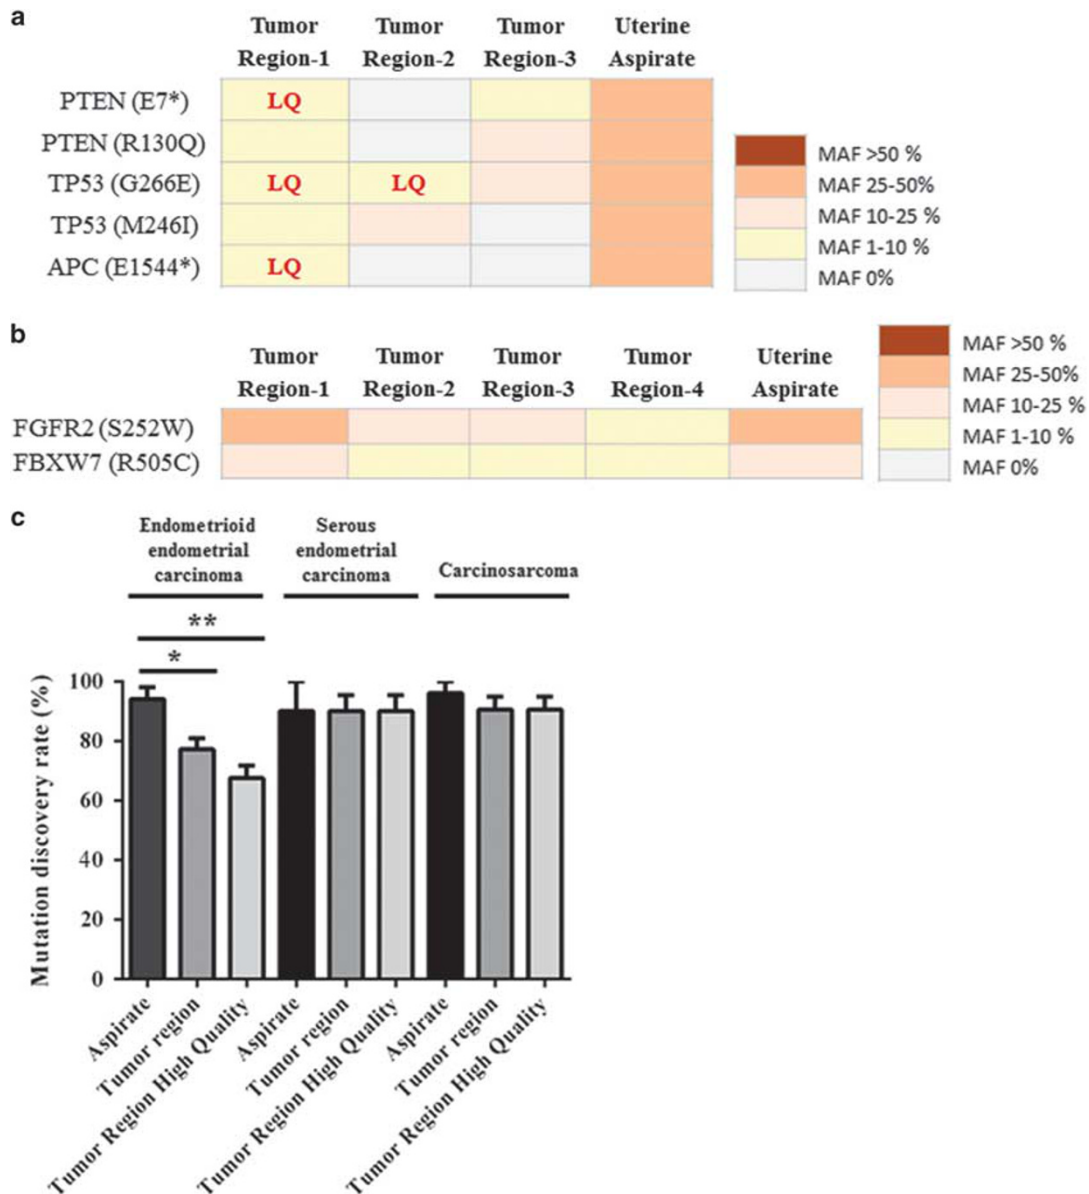 a
Tumor Tumor Tumor Uterine
Region-1 Region-2 Region-3 Aspirate
PTEN (E7*) LQ
PTEN (R130Q)
TP53 (G266E) LQ LQ
TP53 (M246I)
APC (E1544*) LQ
MAF >50 %
MAF 25-50%
MAF 10-25 %
MAF 1-10 %
MAF 0%
b
Tumor Tumor Tumor Tumor Uterine
Region-1 Region-2 Region-3 Region-4 Aspirate
FGFR2 (S252W)
FBXW7 (R505C)
MAF >50 %
MAF 25-50%
MAF 10-25 %
MAF 1-10 %
MAF 0%
c
Endometrioid
endometrial
carcinoma
Serous
endometrial
carcinoma
Carcinosarcoma
**
*
Mutation discovery rate (%)
100
80
60
40
20
0
Aspirate
Tumor region
Tumor Region High Quality
Aspirate
Tumor region
Tumor Region High Quality
Aspirate
Tumor region
Tumor Region High Quality